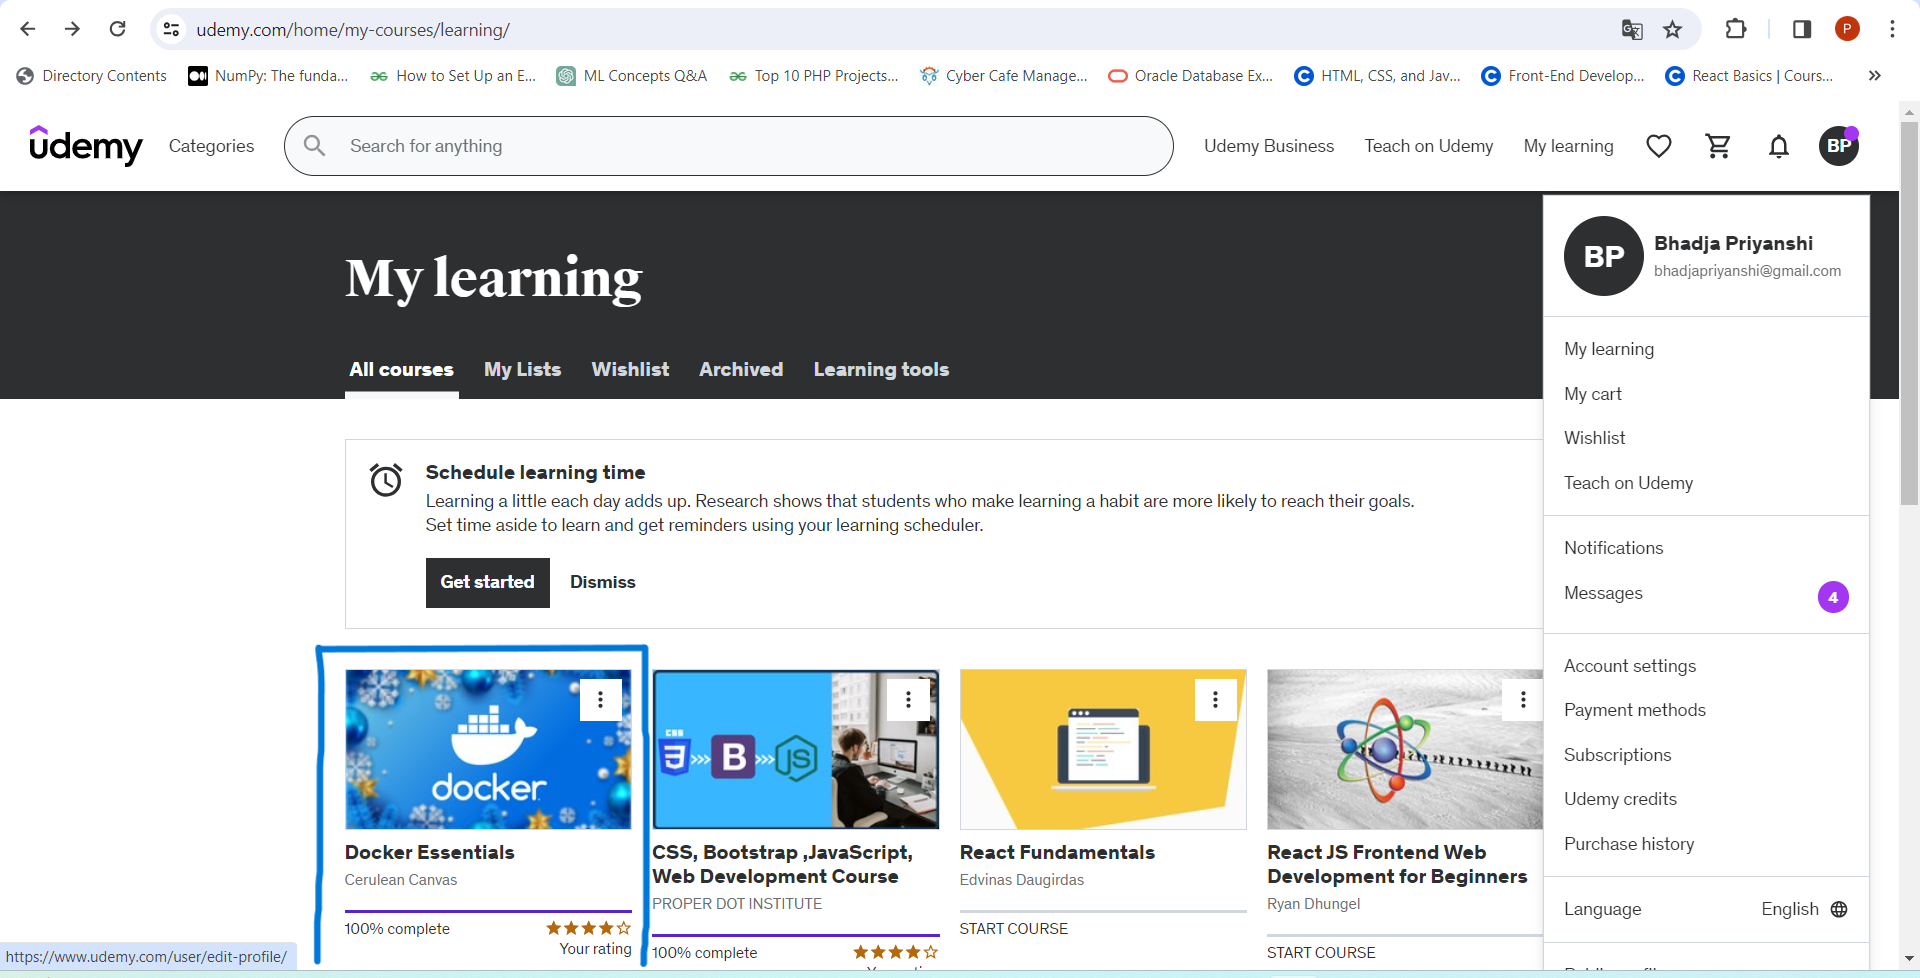 udemy.com/home/my-courses/learning/
P
Directory Contents
NumPy: The funda...
How to Set Up an E...
ML Concepts Q&A
Top 10 PHP Projects...
Cyber Cafe Manage...
Oracle Database Ex...
HTML, CSS, and Jav...
Front-End Develop...
React Basics | Cours...
udemy
Categories
Search for anything
Udemy Business
Teach on Udemy
My learning
BP
My learning
All courses
My Lists
Wishlist
Archived
Learning tools
Schedule learning time
Learning a little each day adds up. Research shows that students who make learning a habit are more likely to reach their goals.
Set time aside to learn and get reminders using your learning scheduler.
Get started
Dismiss
docker
Docker Essentials
Cerulean Canvas
100% complete
Your rating
CSS
B
JS
CSS, Bootstrap ,JavaScript,
Web Development Course
PROPER DOT INSTITUTE
100% complete
React Fundamentals
Edvinas Daugirdas
START COURSE
React JS Frontend Web
Development for Beginners
Ryan Dhungel
START COURSE
BP
Bhadja Priyanshi
bhadjapriyanshi@gmail.com
My learning
My cart
Wishlist
Teach on Udemy
Notifications
Messages
4
Account settings
Payment methods
Subscriptions
Udemy credits
Purchase history
Language
English
https://www.udemy.com/user/edit-profile/